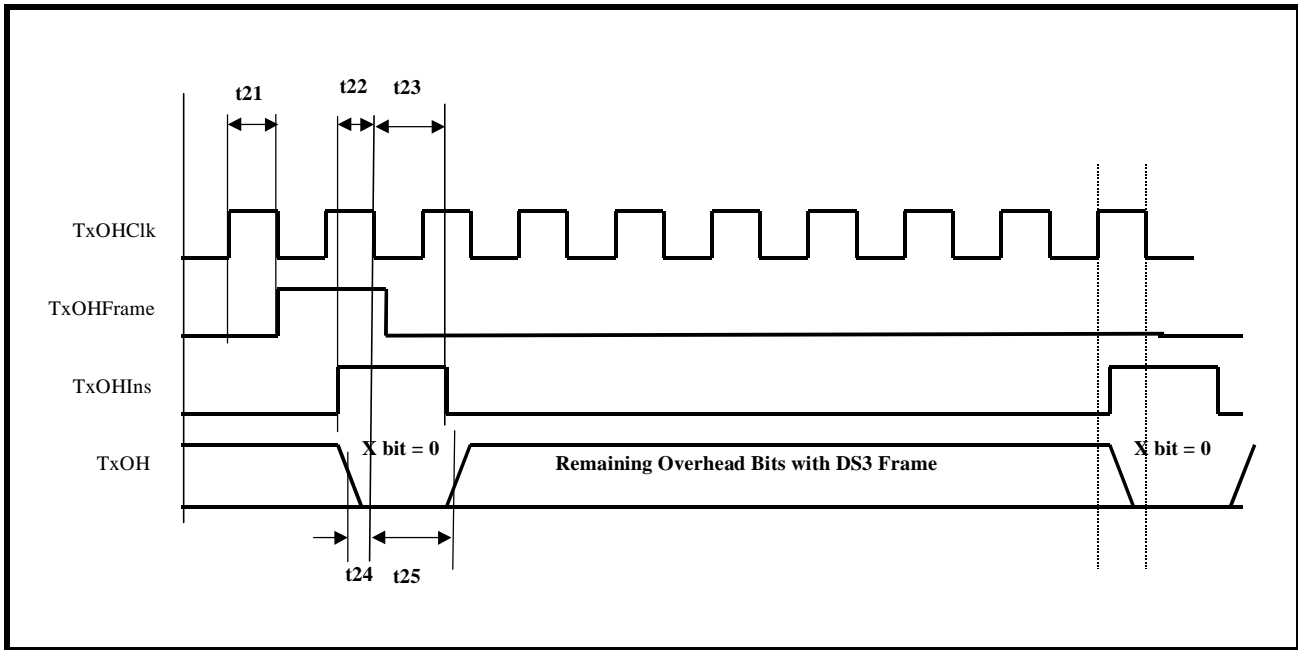 t21
t22
t23
TxOHClk
TxOHFrame
TxOHIns
TxOH
X bit = 0
Remaining Overhead Bits with DS3 Frame
X bit = 0
t24
t25